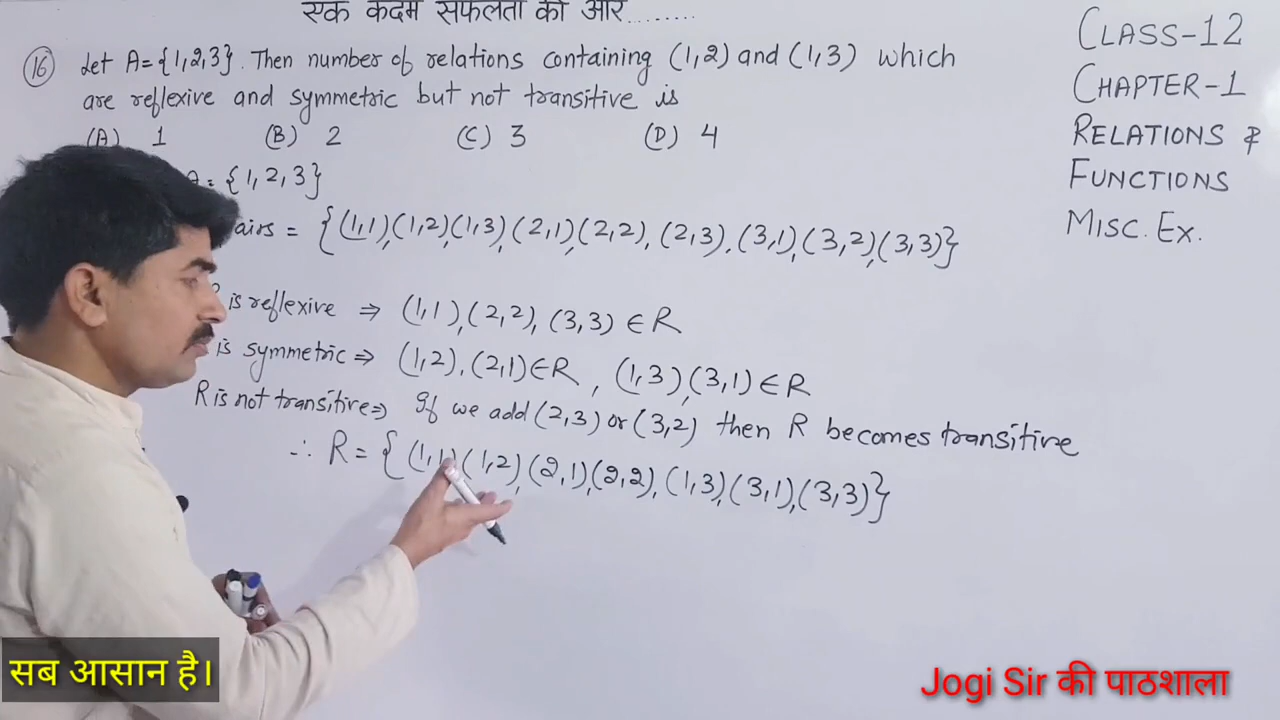 एक कदम सफलता की ओर........
(16) Let A={1,2,3}. Then number of relations containing (1,2) and (1,3) which
are reflexive and symmetric but not transitive is
(A) 1 (B) 2 (C) 3 (D) 4
A= {1,2,3}
airs = {(1,1),(1,2),(1,3),(2,1),(2,2),(2,3),(3,1),(3,2),(3,3)}
is reflexive ⇒ (1,1),(2,2),(3,3) ∈ R
is symmetric ⇒ (1,2),(2,1) ∈ R , (1,3),(3,1) ∈ R
R is not transitive ⇒ If we add (2,3) or (3,2) then R becomes transitive
∴ R = {(1,1)(1,2),(2,1),(2,2),(1,3),(3,1),(3,3)}
CLASS-12
CHAPTER-1
RELATIONS &
FUNCTIONS
MISC. EX.
सब आसान है।
Jogi Sir की पाठशाला